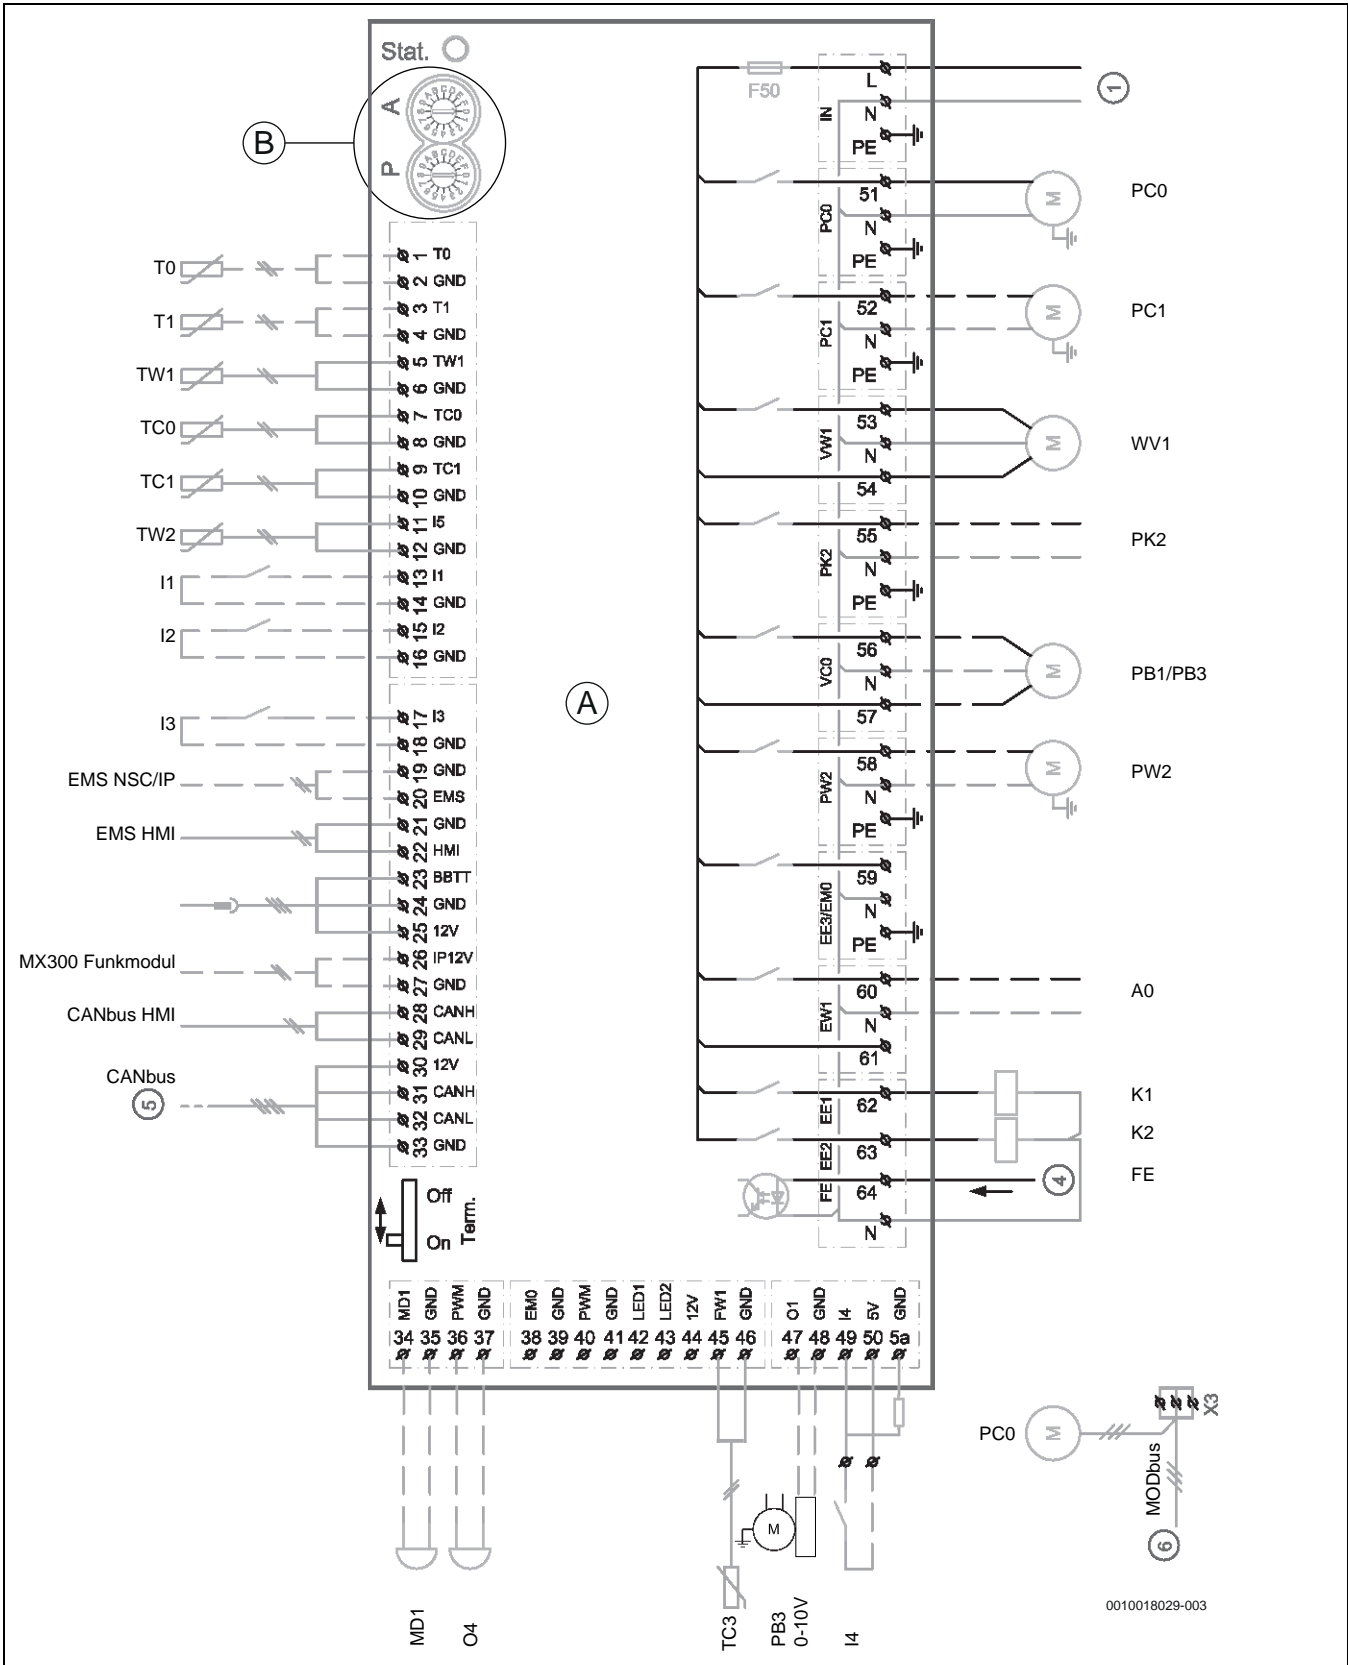 Stat.
A
P
B
A
T0
T1
TW1
TC0
TC1
TW2
I1
I2
I3
EMS NSC/IP
EMS HMI
MX300 Funkmodul
CANbus HMI
CANbus
5
1 T0
2 GND
3 T1
4 GND
5 TW1
6 GND
7 TC0
8 GND
9 TC1
10 GND
11 I5
12 GND
13 I1
14 GND
15 I2
16 GND
17 I3
18 GND
19 GND
20 EMS
21 GND
22 HMI
23 BBTT
24 GND
25 12V
26 IP12V
27 GND
28 CANH
29 CANL
30 12V
31 CANH
32 CANL
33 GND
Off
On
Term.
F50
IN
L
N
PE
1
PC0
51
N
PE
M
PC0
PC1
52
N
PE
M
PC1
VW1
53
N
54
M
WV1
PK2
55
N
PE
PK2
VC0
56
N
57
M
PB1/PB3
PW2
58
N
PE
M
PW2
EE3/EM0
59
N
PE
EW1
60
N
61
A0
EE1
62
K1
EE2
63
K2
FE
64
N
4
FE
34 MD1
35 GND
36 PWM
37 GND
38 EM0
39 GND
40 PWM
41 GND
42 LED1
43 LED2
44 12V
45 FW1
46 GND
47 O1
48 GND
49 I4
50 5V
5a GND
MD1
O4
TC3
M
PB3
0-10V
I4
PC0
M
X3
MODbus
6
0010018029-003